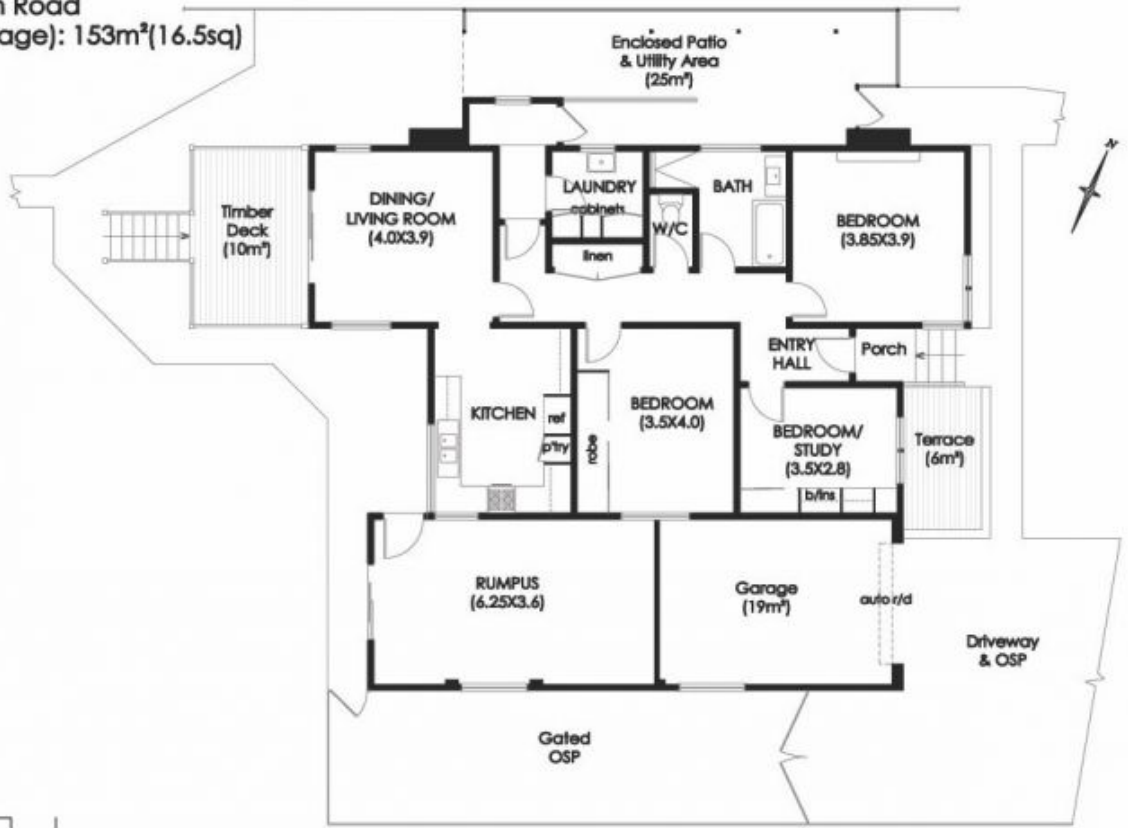 Road
age): 153m²(16.5sq)
Enclosed Patio
& Utility Area
(25m²)
N
Timber
Deck
(10m²)
DINING/
LIVING ROOM
(4.0X3.9)
LAUNDRY
cabinets
linen
W/C
BATH
BEDROOM
(3.85X3.9)
ENTRY
HALL
Porch
KITCHEN
ref
p'try
robe
BEDROOM
(3.5X4.0)
BEDROOM/
STUDY
(3.5X2.8)
b/ins
Terrace
(6m²)
RUMPUS
(6.25X3.6)
Garage
(19m²)
auto r/d
Driveway
& OSP
Gated
OSP